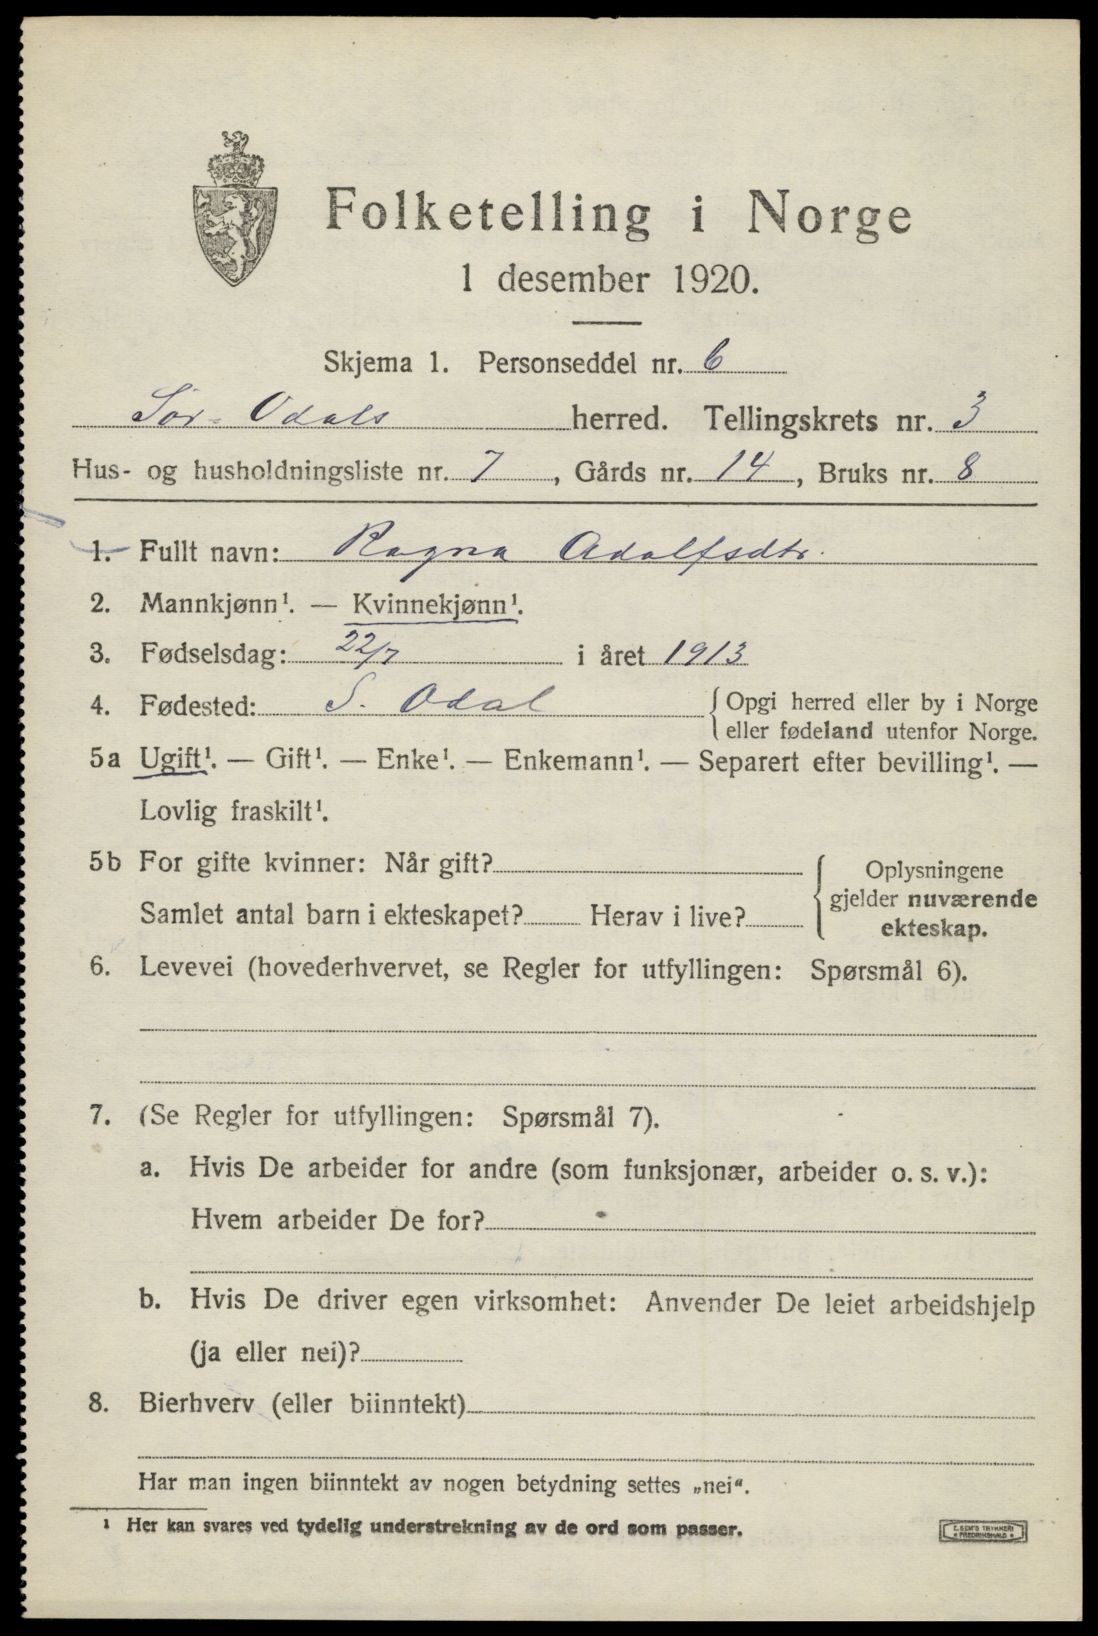 Folketelling i Norge
1 desember 1920.
Skjema 1. Personseddel nr. 6
Sør-Odals herred. Tellingskrets nr. 3
Hus- og husholdningsliste nr. 7, Gårds nr. 14, Bruks nr. 8
1. Fullt navn: Ragna Adolfsdtr.
2. Mannkjønn¹. — Kvinnekjønn¹.
3. Fødselsdag: 22/7 i året 1913
4. Fødested: S. Odal {Opgi herred eller by i Norge
eller fødeland utenfor Norge.
5a Ugift¹. — Gift¹. — Enke¹. — Enkemann¹. — Separert efter bevilling¹. —
Lovlig fraskilt¹.
5b For gifte kvinner: Når gift?
Samlet antal barn i ekteskapet? Herav i live?
{Oplysningene
gjelder nuværende
ekteskap.
6. Levevei (hovederhvervet, se Regler for utfyllingen: Spørsmål 6).
7. (Se Regler for utfyllingen: Spørsmål 7).
a. Hvis De arbeider for andre (som funksjonær, arbeider o. s. v.):
Hvem arbeider De for?
b. Hvis De driver egen virksomhet: Anvender De leiet arbeidshjelp
(ja eller nei)?
8. Bierhverv (eller biinntekt)
Har man ingen biinntekt av nogen betydning settes „nei“.
¹ Her kan svares ved tydelig understrekning av de ord som passer.